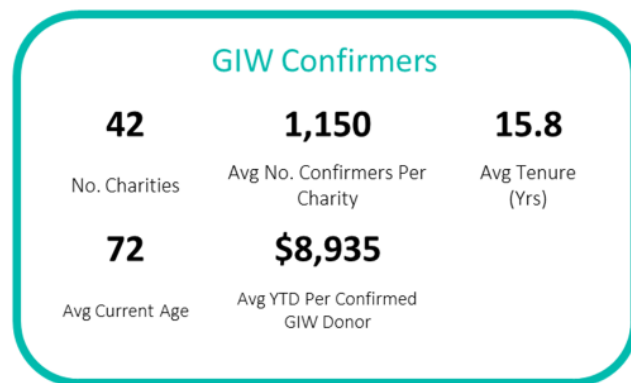 GIW Confirmers
42
No. Charities
1,150
Avg No. Confirmers Per
Charity
15.8
Avg Tenure
(Yrs)
72
Avg Current Age
$8,935
Avg YTD Per Confirmed
GIW Donor